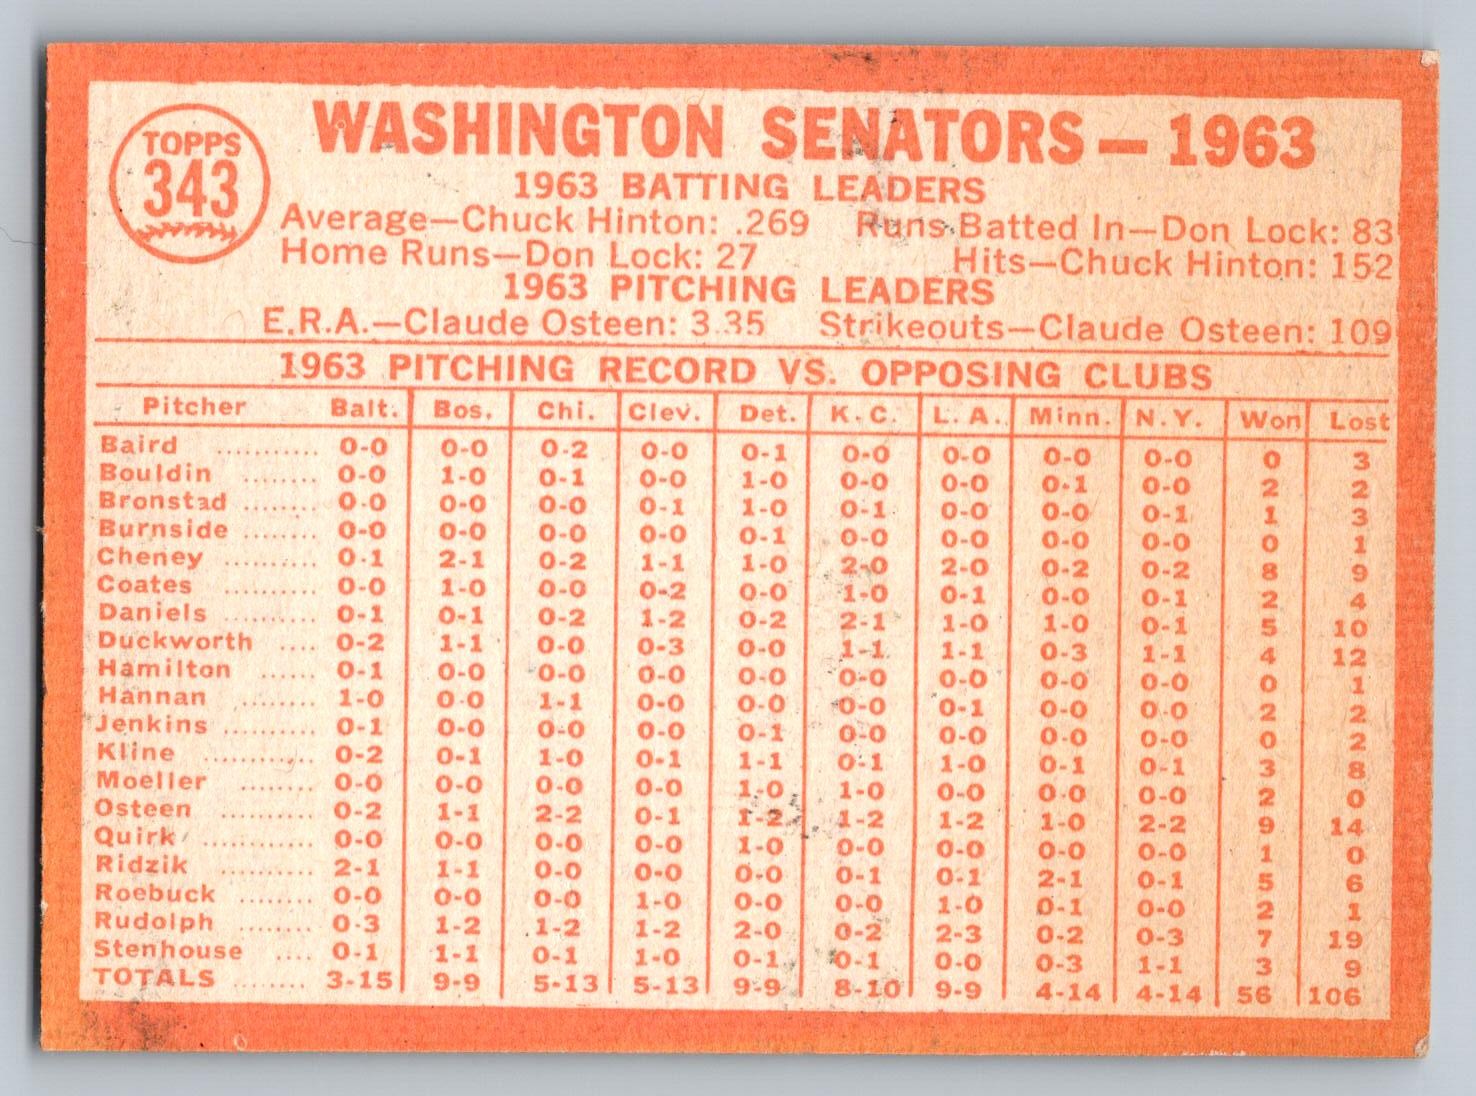 TOPPS
343
WASHINGTON SENATORS — 1963
1963 BATTING LEADERS
Average—Chuck Hinton: .269 Runs Batted In—Don Lock: 83
Home Runs—Don Lock: 27 Hits—Chuck Hinton: 152
1963 PITCHING LEADERS
E.R.A.—Claude Osteen: 3.35 Strikeouts—Claude Osteen: 109
1963 PITCHING RECORD VS. OPPOSING CLUBS
Pitcher Balt. Bos. Chi. Clev. Det. K.C. L.A. Minn. N.Y. Won Lost
Baird ........... 0-0 0-0 0-2 0-0 0-1 0-0 0-0 0-0 0-0 0 3
Bouldin ........ 0-0 1-0 0-1 0-0 1-0 0-0 0-0 0-1 0-0 2 2
Bronstad ........ 0-0 0-0 0-0 0-1 1-0 0-1 0-0 0-0 0-1 1 3
Burnside ........ 0-0 0-0 0-0 0-0 0-1 0-0 0-0 0-0 0-0 0 1
Cheney .......... 0-1 2-1 0-2 1-1 1-0 2-0 2-0 0-2 0-2 8 9
Coates .......... 0-0 1-0 0-0 0-2 0-0 1-0 0-1 0-0 0-1 2 4
Daniels .......... 0-1 0-1 0-2 1-2 0-2 2-1 1-0 1-0 0-1 5 10
Duckworth .... 0-2 1-1 0-0 0-3 0-0 1-1 1-1 0-3 1-1 4 12
Hamilton ...... 0-1 0-0 0-0 0-0 0-0 0-0 0-0 0-0 0-0 0 1
Hannan ........ 1-0 0-0 1-1 0-0 0-0 0-0 0-1 0-0 0-0 2 2
Jenkins .......... 0-1 0-0 0-0 0-0 0-1 0-0 0-0 0-0 0-0 0 2
Kline ............ 0-2 0-1 1-0 0-1 1-1 0-1 1-0 0-1 0-1 3 8
Moeller ........ 0-0 0-0 0-0 0-0 1-0 1-0 0-0 0-0 0-0 2 0
Osteen .......... 0-2 1-1 2-2 0-1 1-2 1-2 1-2 1-0 2-2 9 14
Quirk ............ 0-0 0-0 0-0 0-0 1-0 0-0 0-0 0-0 0-0 1 0
Ridzik .......... 2-1 1-1 0-0 0-0 0-0 0-1 0-1 2-1 0-1 5 6
Roebuck ........ 0-0 0-0 0-0 1-0 0-0 0-0 1-0 0-1 0-0 2 1
Rudolph ........ 0-3 1-2 1-2 1-2 2-0 0-2 2-3 0-2 0-3 7 19
Stenhouse .... 0-1 1-1 0-1 1-0 0-1 0-1 0-0 0-3 1-1 3 9
TOTALS ........ 3-15 9-9 5-13 5-13 9-9 8-10 9-9 4-14 4-14 56 106